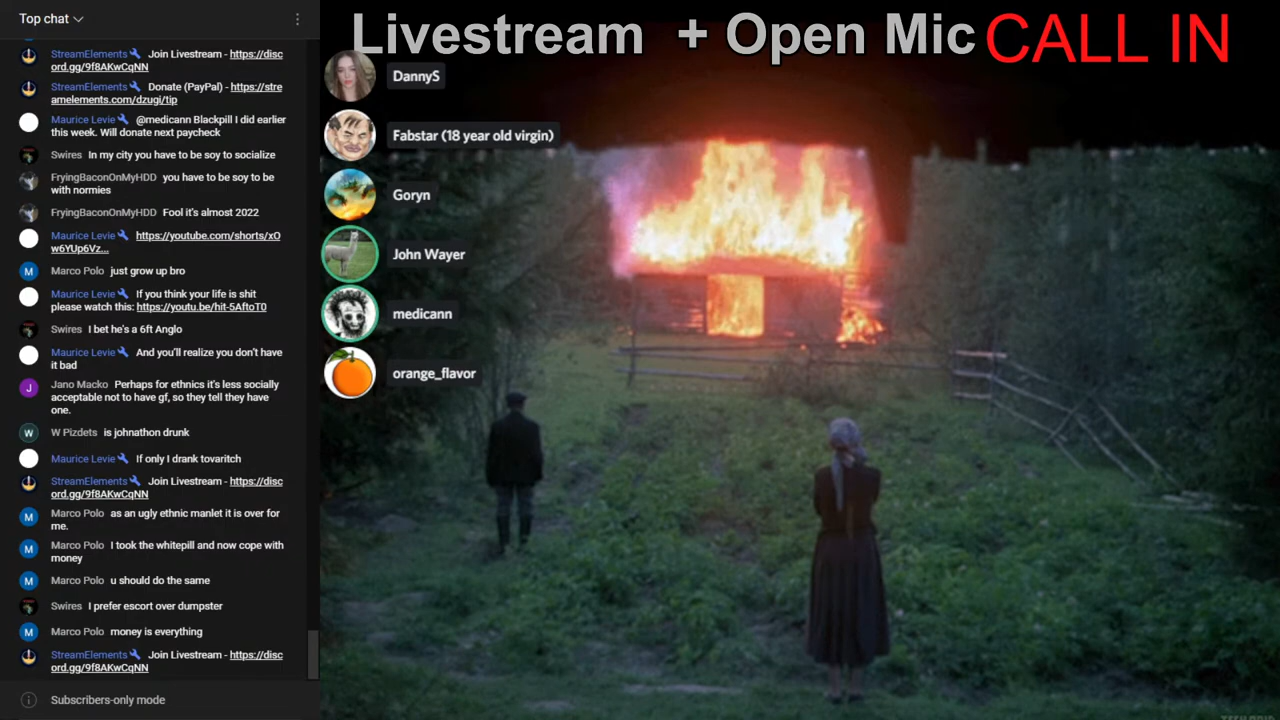 Top chat
StreamElements Join Livestream - https://disc
ord.gg/9f8AKwCqNN
StreamElements Donate (PayPal) - https://stre
amelements.com/dzugi/tip
Maurice Levie @medicann Blackpill I did earlier
this week. Will donate next paycheck
Swires In my city you have to be soy to socialize
FryingBaconOnMyHDD you have to be soy to be
with normies
FryingBaconOnMyHDD Fool it's almost 2022
Maurice Levie https://youtube.com/shorts/xO
w6YUp6Vz...
M Marco Polo just grow up bro
Maurice Levie If you think your life is shit
please watch this: https://youtu.be/hit-5AftoT0
Swires I bet he's a 6ft Anglo
Maurice Levie And you'll realize you don't have
it bad
J Jano Macko Perhaps for ethnics it's less socially
acceptable not to have gf, so they tell they have
one.
W W Pizdets is johnathon drunk
Maurice Levie If only I drank tovaritch
StreamElements Join Livestream - https://disc
ord.gg/9f8AKwCqNN
M Marco Polo as an ugly ethnic manlet it is over for
me.
M Marco Polo I took the whitepill and now cope with
money
M Marco Polo u should do the same
Swires I prefer escort over dumpster
M Marco Polo money is everything
StreamElements Join Livestream - https://disc
ord.gg/9f8AKwCqNN
Subscribers-only mode
Livestream + Open Mic CALL IN
DannyS
Fabstar (18 year old virgin)
Goryn
John Wayer
medicann
orange_flavor